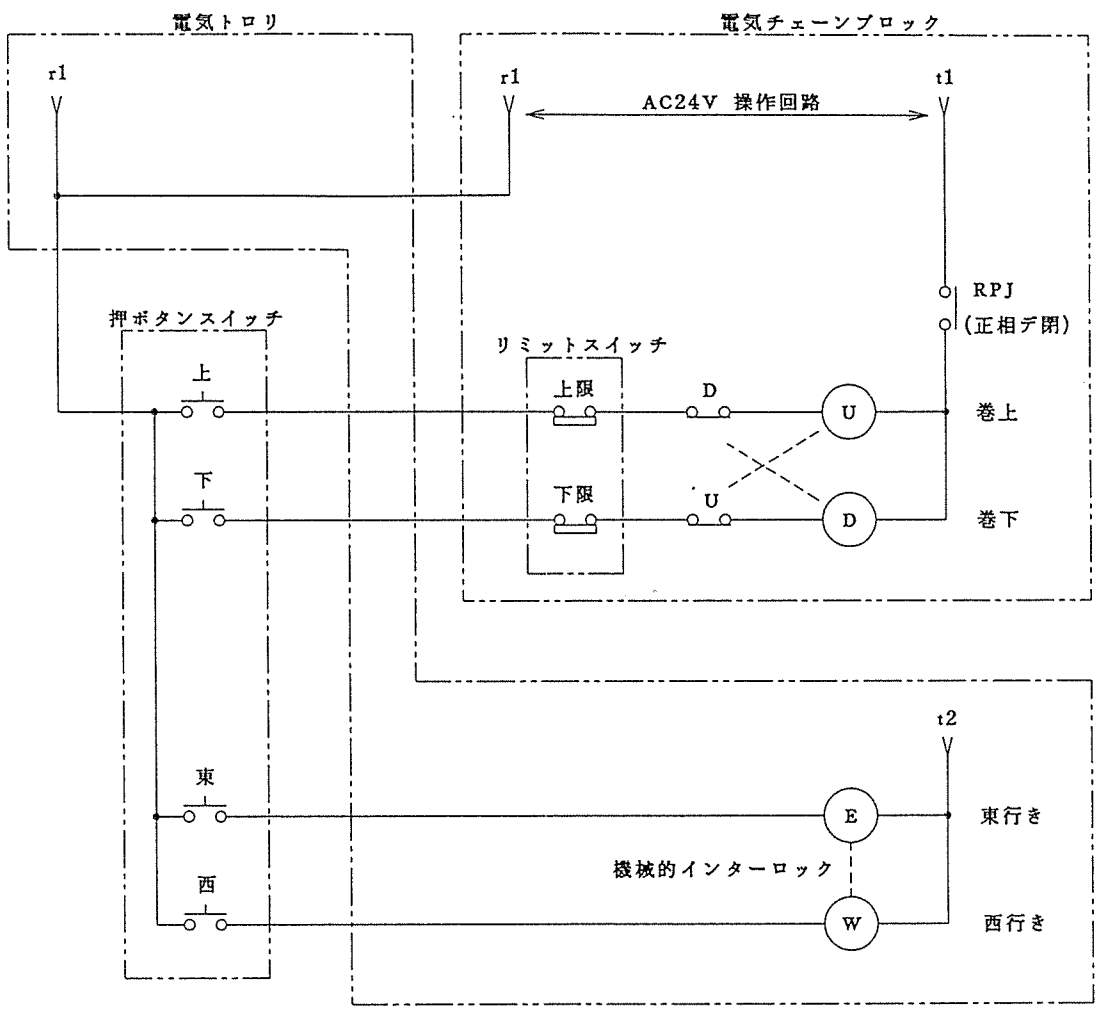 電気トロリ
電気チェーンブロック
r1
r1
t1
AC24V 操作回路
RPJ
(正相デ閉)
押ボタンスイッチ
リミットスイッチ
上
上限
D
U
巻上
下
下限
U
D
巻下
t2
東
E
東行き
機械的インターロック
西
W
西行き